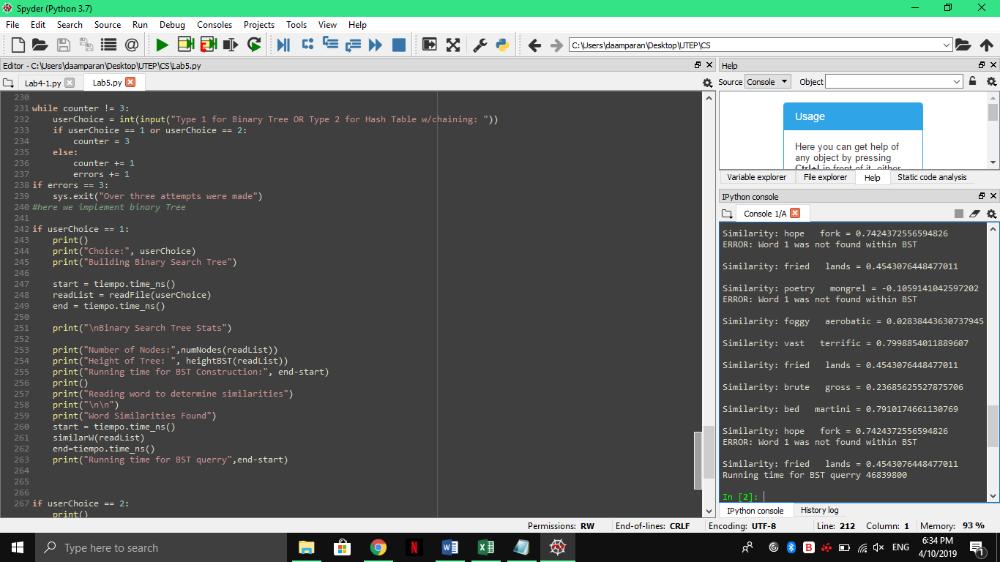 Spyder (Python 3.7)
File Edit Search Source Run Debug Consoles Projects Tools View Help
C:\Users\daamparan\Desktop\UTEP\CS
Editor - C:\Users\daamparan\Desktop\UTEP\CS\Lab5.py
Lab4-1.py Lab5.py
230
231 while counter != 3:
232     userChoice = int(input("Type 1 for Binary Tree OR Type 2 for Hash Table w/chaining: "))
233     if userChoice == 1 or userChoice == 2:
234         counter = 3
235     else:
236         counter += 1
237         errors += 1
238 if errors == 3:
239     sys.exit("Over three attempts were made")
240 #here we implement binary Tree
241
242 if userChoice == 1:
243     print()
244     print("Choice:", userChoice)
245     print("Building Binary Search Tree")
246
247     start = tiempo.time_ns()
248     readList = readFile(userChoice)
249     end = tiempo.time_ns()
250
251     print("\nBinary Search Tree Stats")
252
253     print("Number of Nodes:",numNodes(readList))
254     print("Height of Tree: ", heightBST(readList))
255     print("Running time for BST Construction:", end-start)
256     print()
257     print("Reading word to determine similarities")
258     print("\n\n")
259     print("Word Similarities Found")
260     start = tiempo.time_ns()
261     similarW(readList)
262     end=tiempo.time_ns()
263     print("Running time for BST querry",end-start)
264
265
266
267 if userChoice == 2:
    print()
Help
Source Console Object
Usage
Here you can get help of
any object by pressing
Ctrl+I in front of it, either
Variable explorer File explorer Help Static code analysis
IPython console
Console 1/A
Similarity: hope   fork = 0.7424372556594826
ERROR: Word 1 was not found within BST
Similarity: fried   lands = 0.4543076448477011
Similarity: poetry   mongrel = -0.1059141042597202
ERROR: Word 1 was not found within BST
Similarity: foggy   aerobatic = 0.02838443630737945
Similarity: vast   terrific = 0.7998854011889607
Similarity: fried   lands = 0.4543076448477011
Similarity: brute   gross = 0.23685625527875706
Similarity: bed   martini = 0.7910174661130769
Similarity: hope   fork = 0.7424372556594826
ERROR: Word 1 was not found within BST
Similarity: fried   lands = 0.4543076448477011
Running time for BST querry 46839800
In [2]:
IPython console History log
Permissions: RW End-of-lines: CRLF Encoding: UTF-8 Line: 212 Column: 1 Memory: 93 %
Type here to search
ENG
6:34 PM
4/10/2019
1